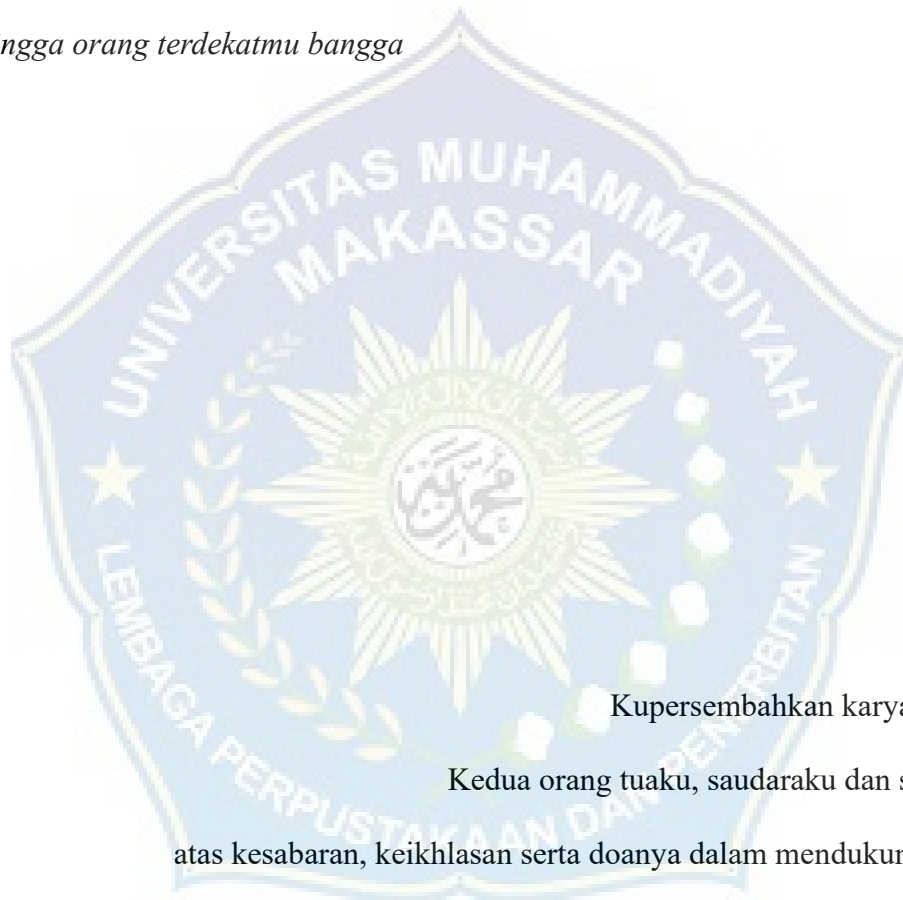 ngga orang terdekatmu bangga
UNIVERSITAS MUHAMMADIYAH
MAKASSAR
LEMBAGA PERPUSTAKAAN DAN PENERBITAN
Kupersembahkan karya
Kedua orang tuaku, saudaraku dan s
atas kesabaran, keikhlasan serta doanya dalam mendukun